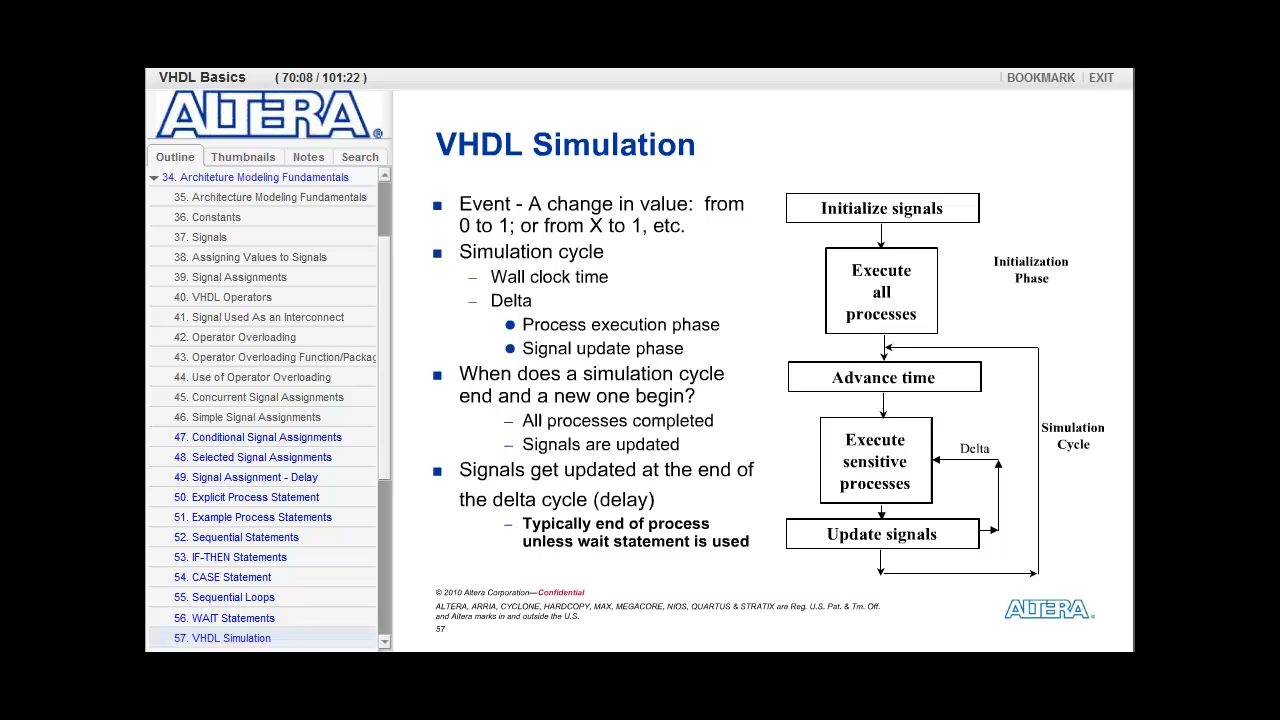 VHDL Basics ( 70:08 / 101:22 )
BOOKMARK EXIT
ALTERA®
Outline Thumbnails Notes Search
34. Architeture Modeling Fundamentals
35. Architecture Modeling Fundamentals
36. Constants
37. Signals
38. Assigning Values to Signals
39. Signal Assignments
40. VHDL Operators
41. Signal Used As an Interconnect
42. Operator Overloading
43. Operator Overloading Function/Packag
44. Use of Operator Overloading
45. Concurrent Signal Assignments
46. Simple Signal Assignments
47. Conditional Signal Assignments
48. Selected Signal Assignments
49. Signal Assignment - Delay
50. Explicit Process Statement
51. Example Process Statements
52. Sequential Statements
53. IF-THEN Statements
54. CASE Statement
55. Sequential Loops
56. WAIT Statements
57. VHDL Simulation
VHDL Simulation
■ Event - A change in value: from
0 to 1; or from X to 1, etc.
■ Simulation cycle
– Wall clock time
– Delta
● Process execution phase
● Signal update phase
■ When does a simulation cycle
end and a new one begin?
– All processes completed
– Signals are updated
■ Signals get updated at the end of
the delta cycle (delay)
– Typically end of process
unless wait statement is used
Initialize signals
Execute
all
processes
Initialization
Phase
Advance time
Execute
sensitive
processes
Delta
Simulation
Cycle
Update signals
© 2010 Altera Corporation—Confidential
ALTERA, ARRIA, CYCLONE, HARDCOPY, MAX, MEGACORE, NIOS, QUARTUS & STRATIX are Reg. U.S. Pat. & Tm. Off.
and Altera marks in and outside the U.S.
57
ALTERA®